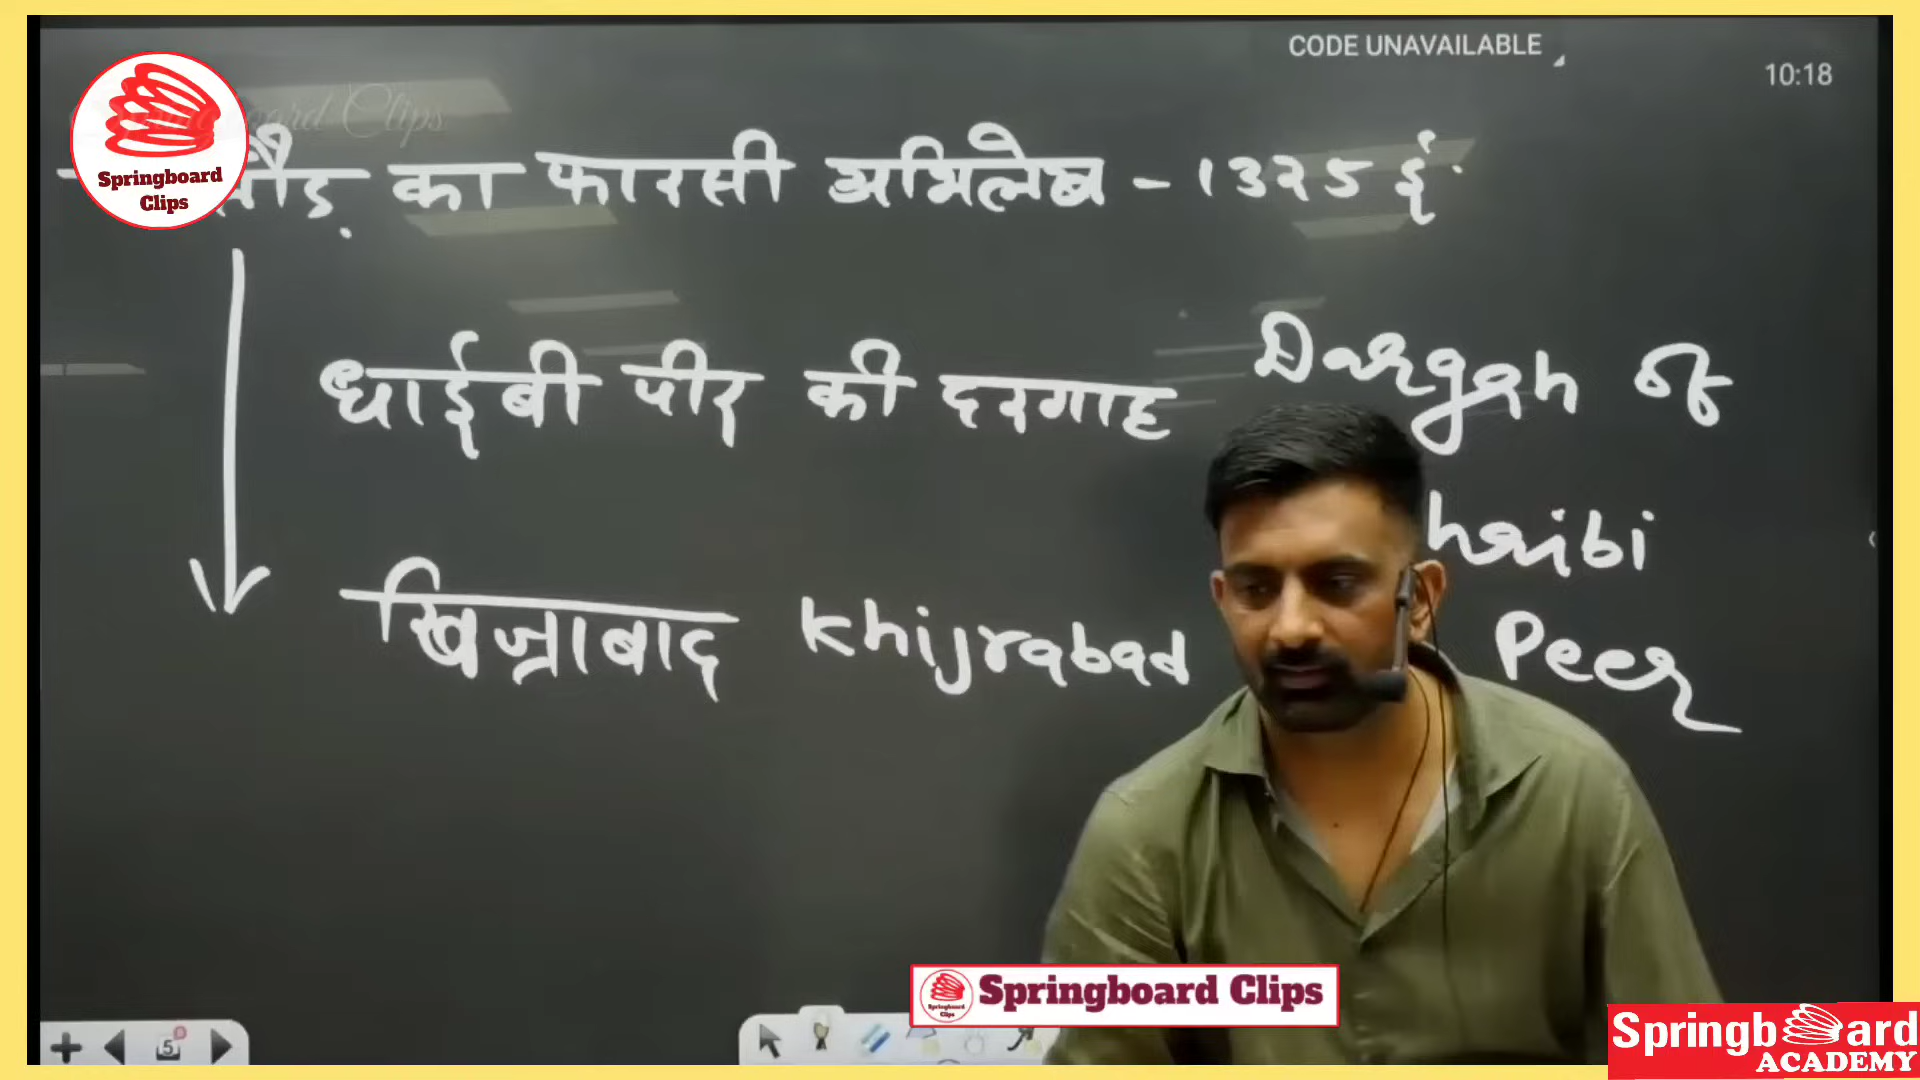 CODE UNAVAILABLE
10:18
Springboard Clips
का फारसी अभिलेख - 1325 ई.
धाईबी पीर की दरगाह Dargah of
haibi
Peer
खिज्राबाद Khijrabad
5
Springboard Clips
Springboard
ACADEMY